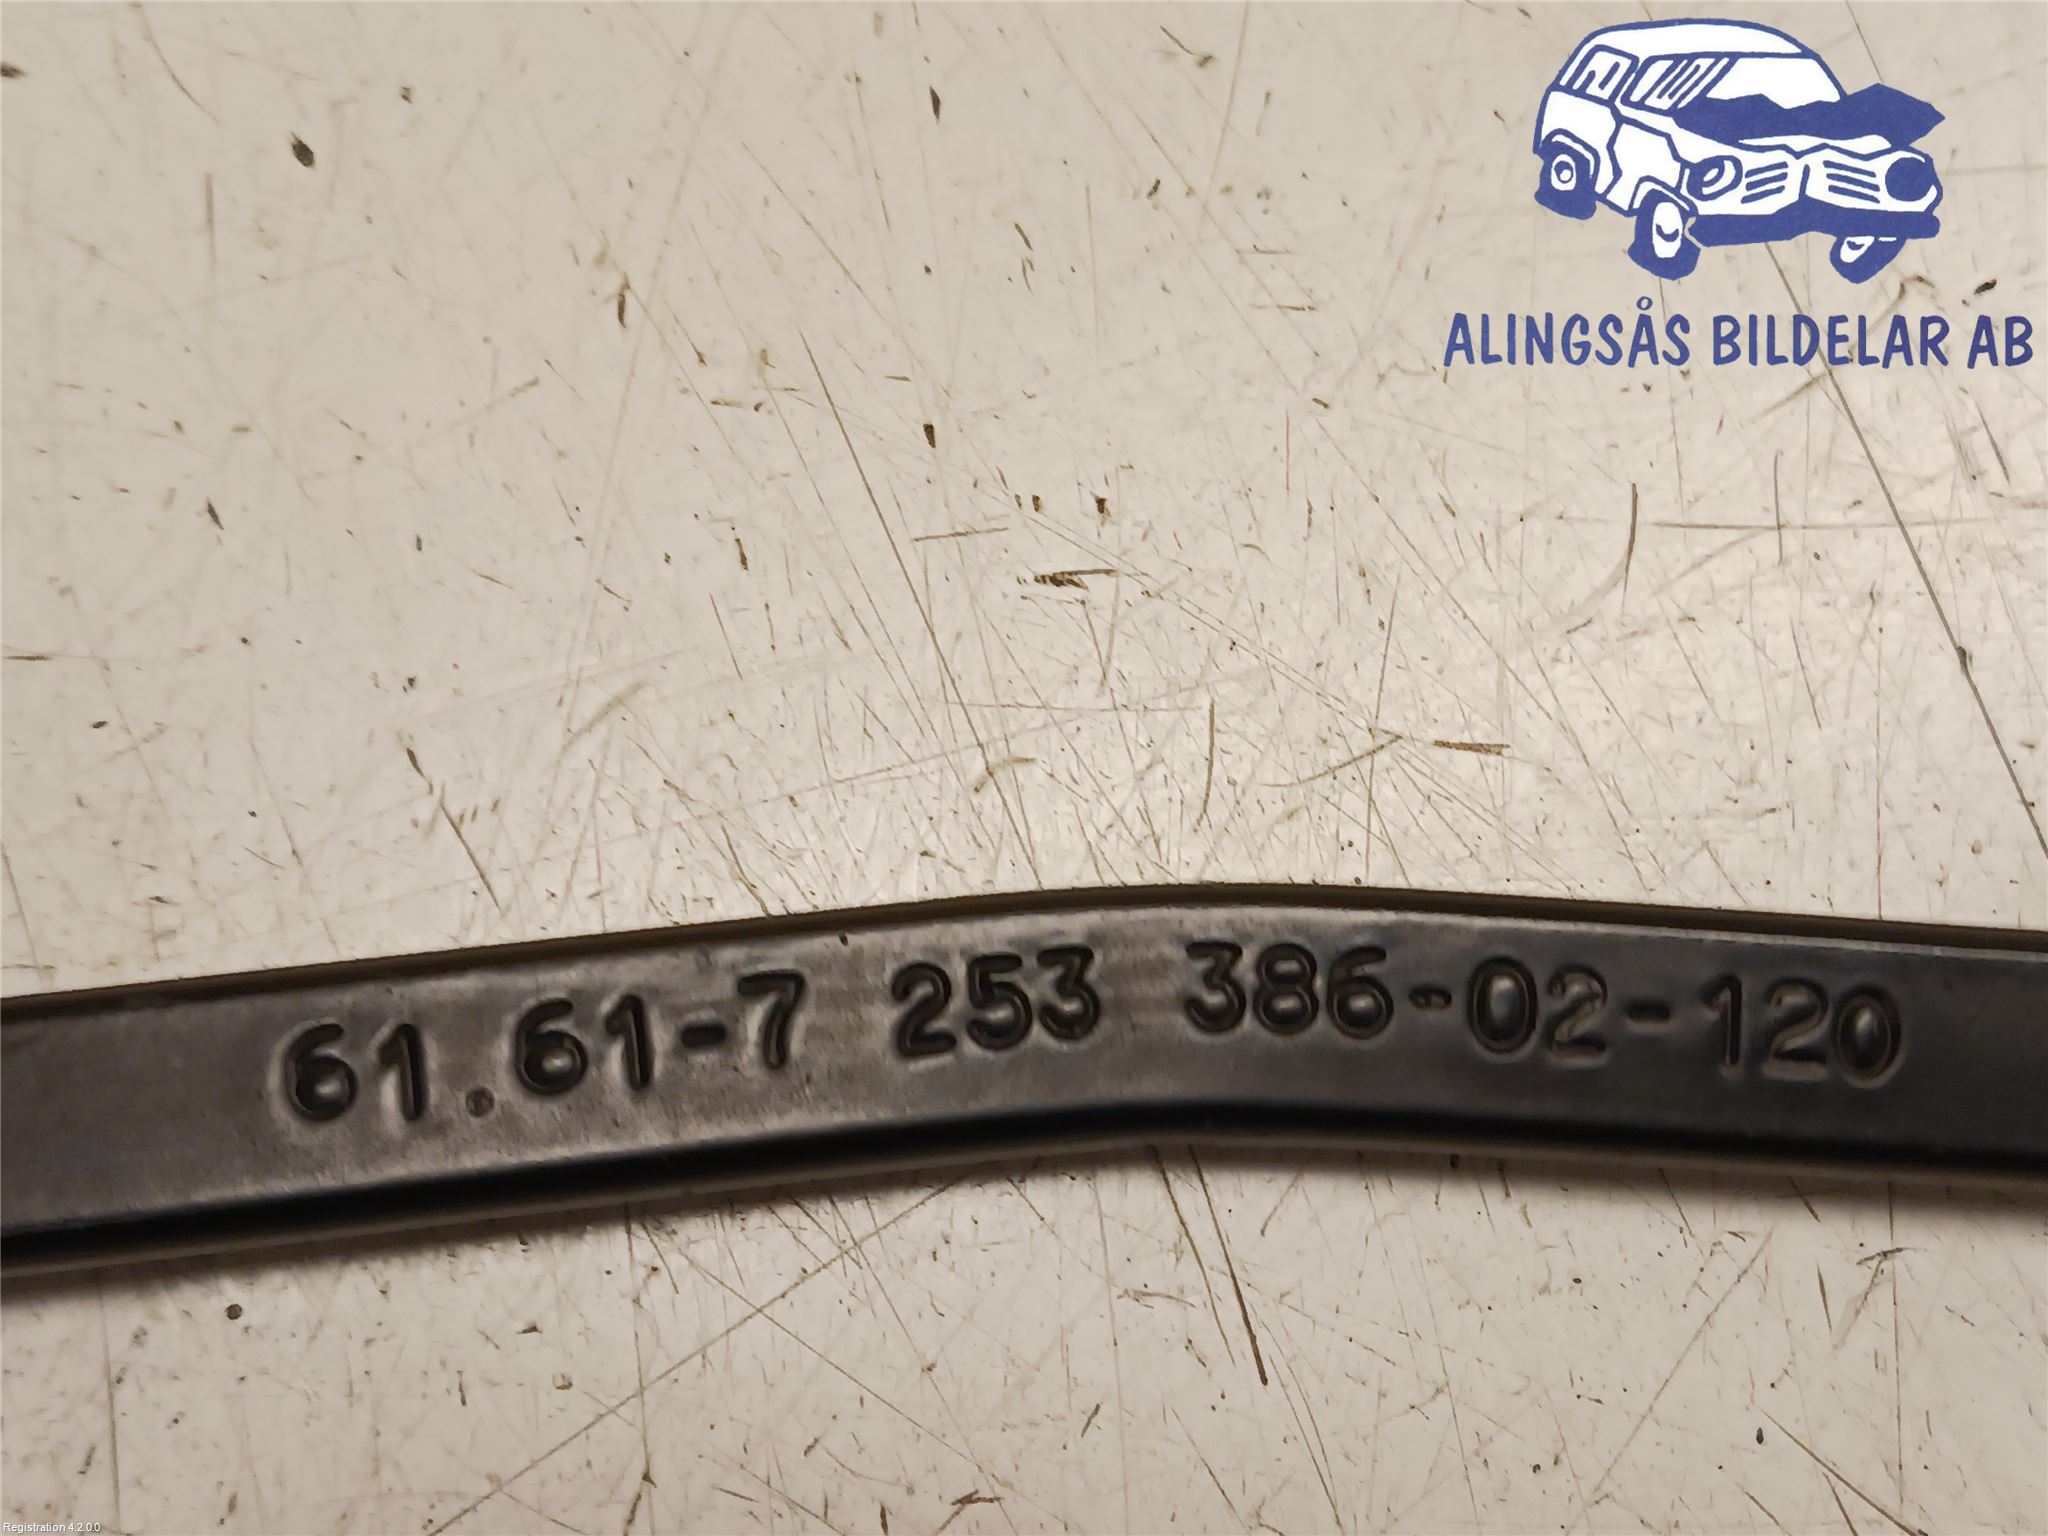 ALINGSÅS BILDELAR AB
61.61-7 253 386-02-120
Registration 4.2.0.0